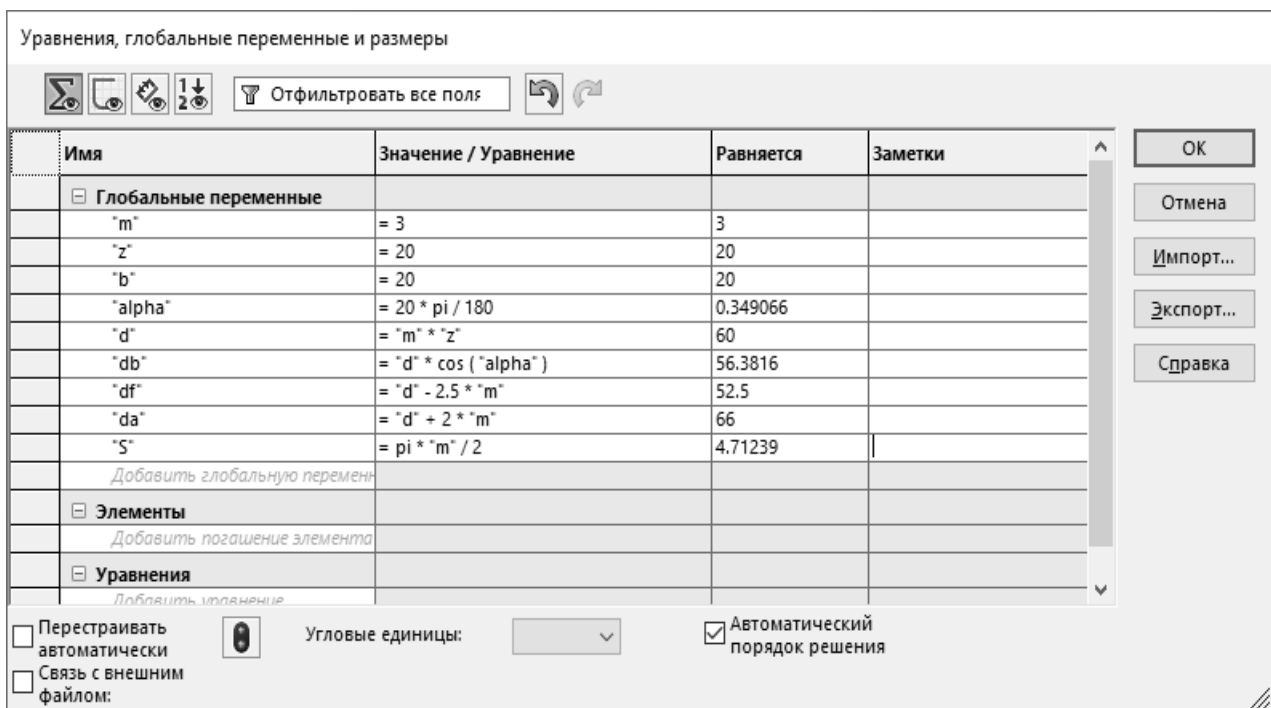 Уравнения, глобальные переменные и размеры
Отфильтровать все поля
Имя Значение / Уравнение Равняется Заметки
Глобальные переменные
"m" = 3 3
"z" = 20 20
"b" = 20 20
"alpha" = 20 * pi / 180 0.349066
"d" = "m" * "z" 60
"db" = "d" * cos ( "alpha" ) 56.3816
"df" = "d" - 2.5 * "m" 52.5
"da" = "d" + 2 * "m" 66
"S" = pi * "m" / 2 4.71239
Добавить глобальную перемен
Элементы
Добавить погашение элемента
Уравнения
Добавить уравнение
OK
Отмена
Импорт...
Экспорт...
Справка
Перестраивать
автоматически
Угловые единицы:
Автоматический
порядок решения
Связь с внешним
файлом: